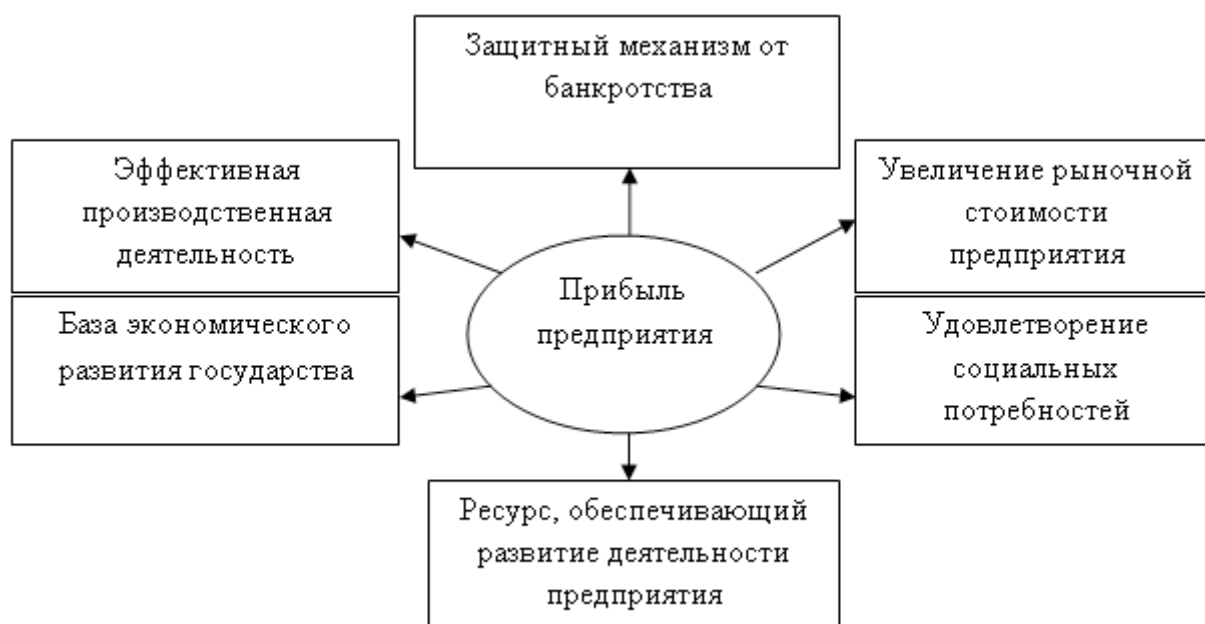 Защитный механизм от
банкротства
Эффективная
производственная
деятельность
Увеличение рыночной
стоимости
предприятия
Прибыль
предприятия
База экономического
развития государства
Удовлетворение
социальных
потребностей
Ресурс, обеспечивающий
развитие деятельности
предприятия